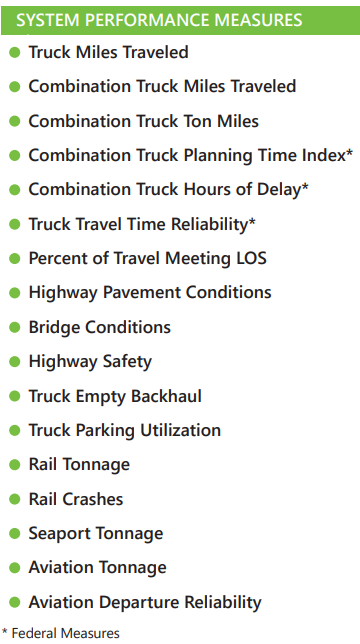 SYSTEM PERFORMANCE MEASURES
Truck Miles Traveled
Combination Truck Miles Traveled
Combination Truck Ton Miles
Combination Truck Planning Time Index*
Combination Truck Hours of Delay*
Truck Travel Time Reliability*
Percent of Travel Meeting LOS
Highway Pavement Conditions
Bridge Conditions
Highway Safety
Truck Empty Backhaul
Truck Parking Utilization
Rail Tonnage
Rail Crashes
Seaport Tonnage
Aviation Tonnage
Aviation Departure Reliability
* Federal Measures